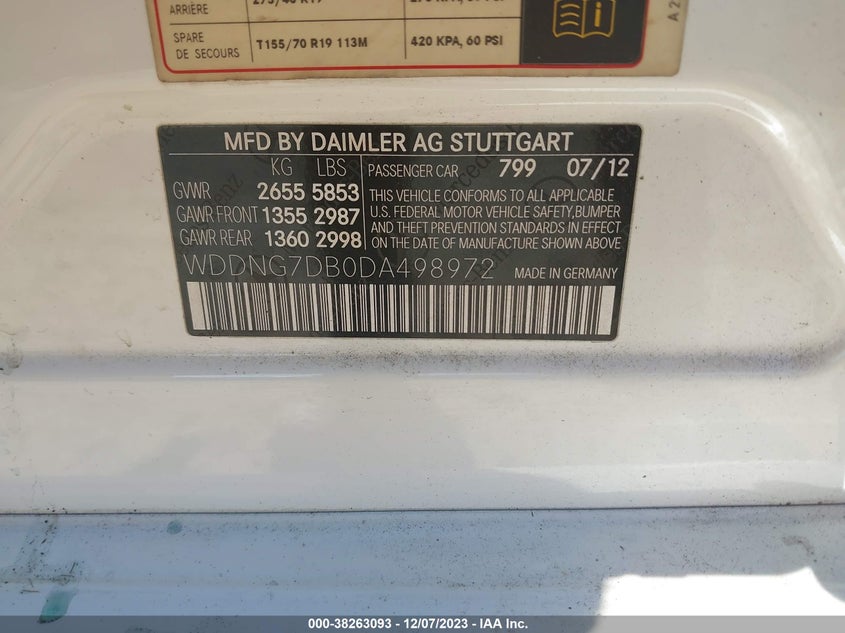 ARRIÈRE
SPARE
DE SECOURS
T155/70 R19 113M
420 KPA, 60 PSI
MFD BY DAIMLER AG STUTTGART
KG LBS
GVWR 2655 5853
GAWR FRONT 1355 2987
GAWR REAR 1360 2998
PASSENGER CAR 799 07/12
THIS VEHICLE CONFORMS TO ALL APPLICABLE
U.S. FEDERAL MOTOR VEHICLE SAFETY,BUMPER
AND THEFT PREVENTION STANDARDS IN EFFECT
ON THE DATE OF MANUFACTURE SHOWN ABOVE
WDDNG7DB0DA498972
MADE IN GERMANY
000-38263093 - 12/07/2023 - IAA Inc.